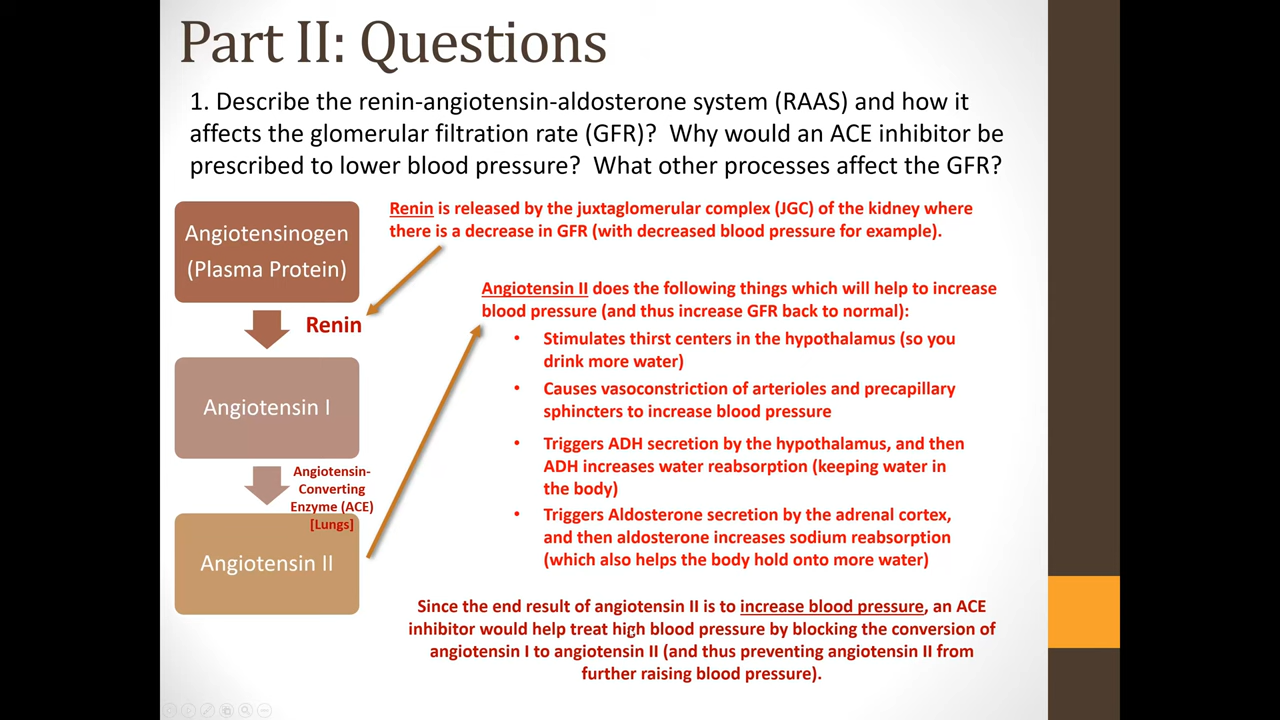 Part II: Questions
1. Describe the renin-angiotensin-aldosterone system (RAAS) and how it
affects the glomerular filtration rate (GFR)?  Why would an ACE inhibitor be
prescribed to lower blood pressure?  What other processes affect the GFR?
Angiotensinogen
(Plasma Protein)
Renin
Angiotensin I
Angiotensin-
Converting
Enzyme (ACE)
[Lungs]
Angiotensin II
Renin is released by the juxtaglomerular complex (JGC) of the kidney where
there is a decrease in GFR (with decreased blood pressure for example).
Angiotensin II does the following things which will help to increase
blood pressure (and thus increase GFR back to normal):
• Stimulates thirst centers in the hypothalamus (so you
drink more water)
• Causes vasoconstriction of arterioles and precapillary
sphincters to increase blood pressure
• Triggers ADH secretion by the hypothalamus, and then
ADH increases water reabsorption (keeping water in
the body)
• Triggers Aldosterone secretion by the adrenal cortex,
and then aldosterone increases sodium reabsorption
(which also helps the body hold onto more water)
Since the end result of angiotensin II is to increase blood pressure, an ACE
inhibitor would help treat high blood pressure by blocking the conversion of
angiotensin I to angiotensin II (and thus preventing angiotensin II from
further raising blood pressure).